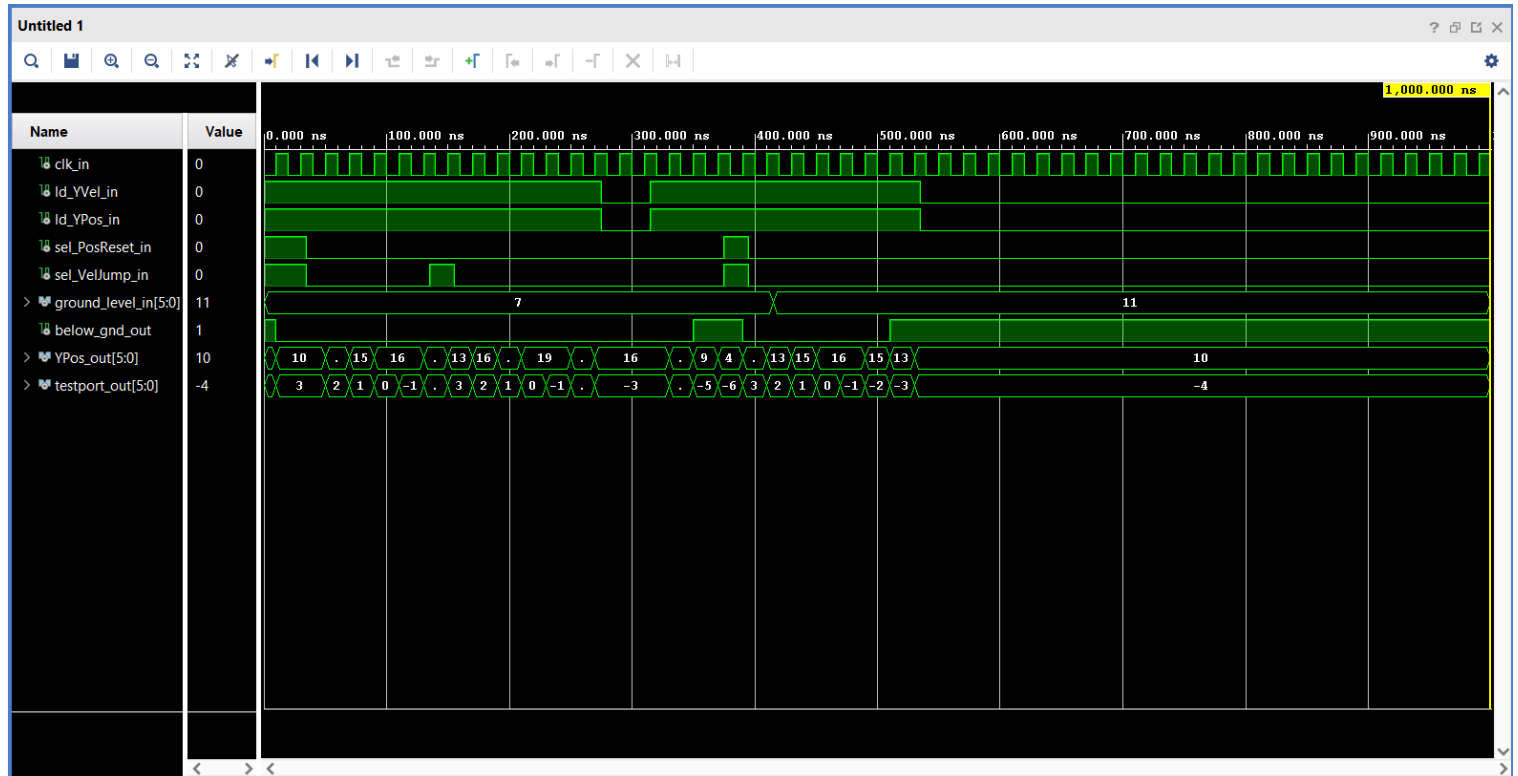 Untitled 1
1,000.000 ns
Name Value 0.000 ns 100.000 ns 200.000 ns 300.000 ns 400.000 ns 500.000 ns 600.000 ns 700.000 ns 800.000 ns 900.000 ns
clk_in 0
ld_YVel_in 0
ld_YPos_in 0
sel_PosReset_in 0
sel_VelJump_in 0
ground_level_in[5:0] 11 7 11
below_gnd_out 1
YPos_out[5:0] 10 10 . 15 16 . 13 16 . 19 . 16 . 9 4 . 13 15 16 15 13 10
testport_out[5:0] -4 3 2 1 0 -1 . 3 2 1 0 -1 . -3 . -5 -6 3 2 1 0 -1 -2 -3 -4